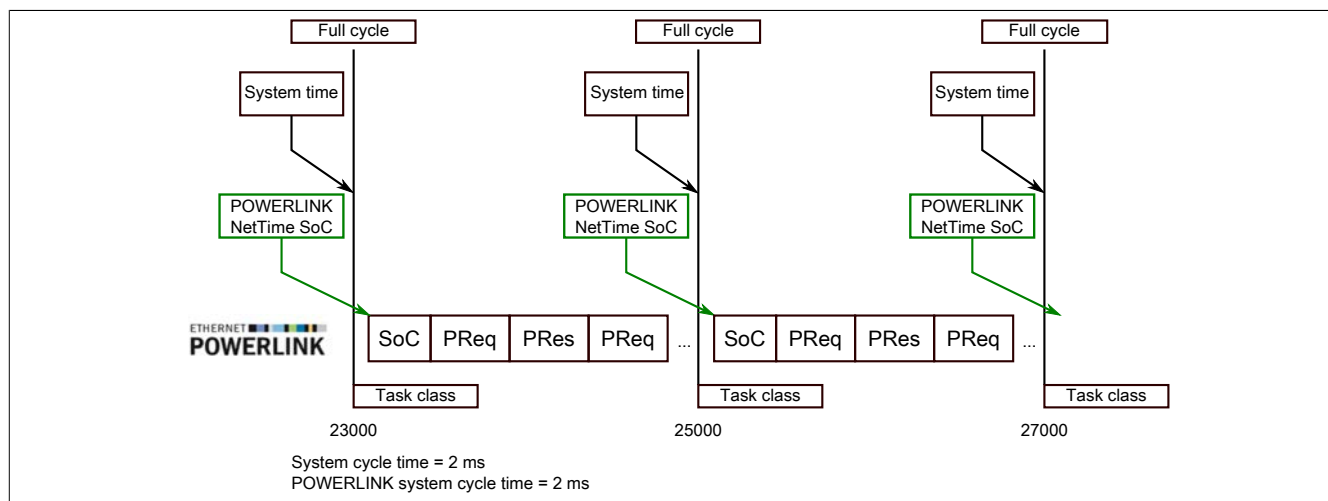 Full cycle
Full cycle
Full cycle
System time
System time
System time
POWERLINK
NetTime SoC
POWERLINK
NetTime SoC
POWERLINK
NetTime SoC
ETHERNET
POWERLINK
SoC PReq PRes PReq ... SoC PReq PRes PReq ...
Task class
Task class
Task class
23000
25000
27000
System cycle time = 2 ms
POWERLINK system cycle time = 2 ms